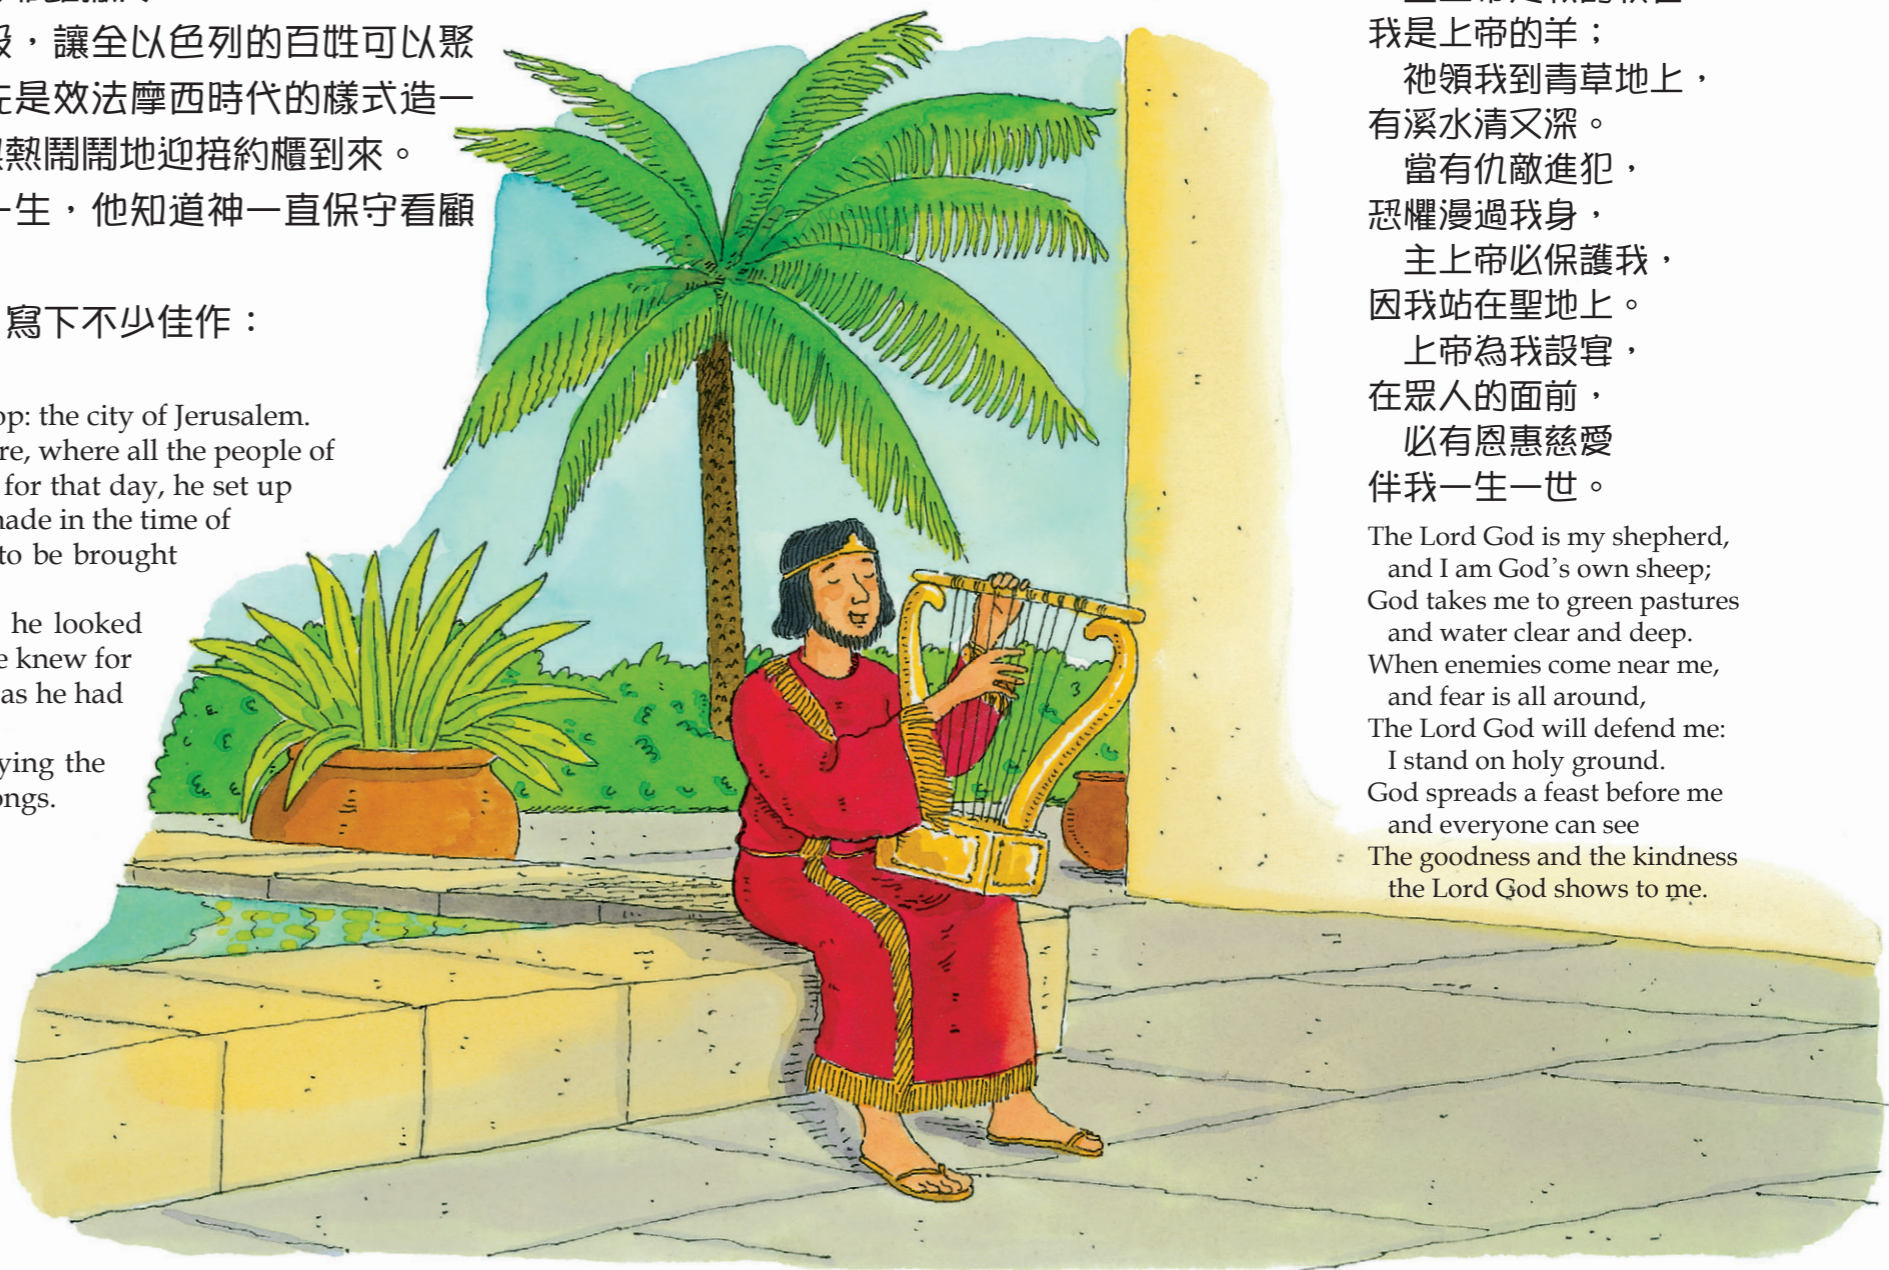 殿，讓全以色列的百姓可以聚
是效法摩西時代的樣式造一
熱鬧鬧地迎接約櫃到來。
一生，他知道神一直保守看顧
寫下不少佳作：
op: the city of Jerusalem.
re, where all the people of
for that day, he set up
made in the time of
to be brought
he looked
e knew for
as he had
ying the
ongs.
我是上帝的羊；
祂領我到青草地上，
有溪水清又深。
當有仇敵進犯，
恐懼漫過我身，
主上帝必保護我，
因我站在聖地上。
上帝為我設宴，
在眾人的面前，
必有恩惠慈愛
伴我一生一世。
The Lord God is my shepherd,
and I am God's own sheep;
God takes me to green pastures
and water clear and deep.
When enemies come near me,
and fear is all around,
The Lord God will defend me:
I stand on holy ground.
God spreads a feast before me
and everyone can see
The goodness and the kindness
the Lord God shows to me.